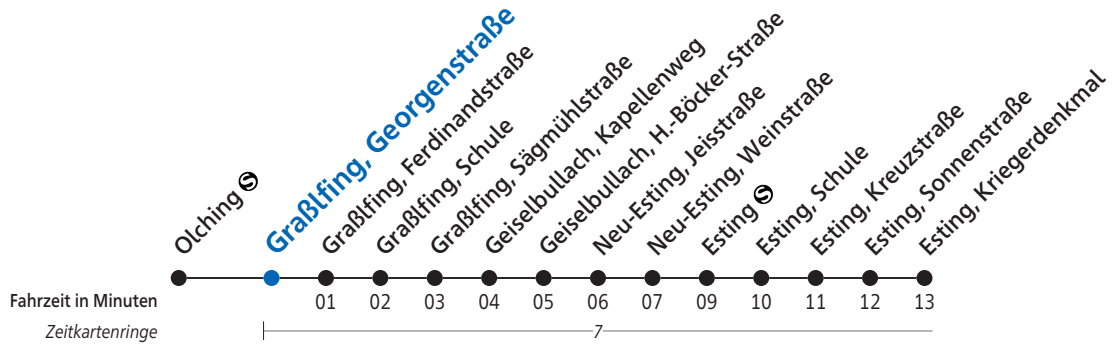 Olching S
Graßlfing, Georgenstraße
Graßlfing, Ferdinandstraße
Graßlfing, Schule
Graßlfing, Sägmühlstraße
Geiselbullach, Kapellenweg
Geiselbullach, H.-Böcker-Straße
Neu-Esting, Jeisstraße
Neu-Esting, Weinstraße
Esting S
Esting, Schule
Esting, Kreuzstraße
Esting, Sonnenstraße
Esting, Kriegerdenkmal
Fahrzeit in Minuten 01 02 03 04 05 06 07 09 10 11 12 13
Zeitkartenringe 7